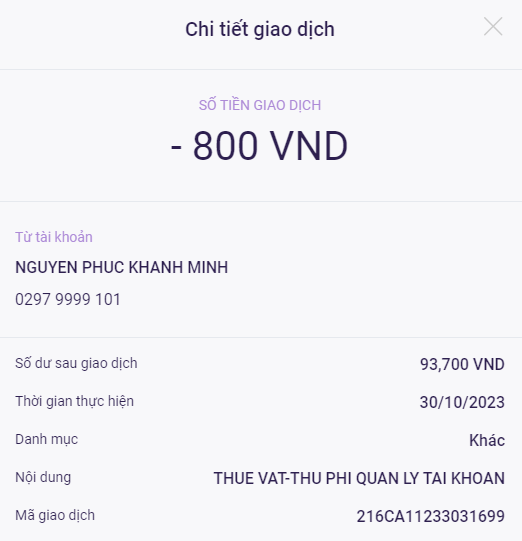 Chi tiết giao dịch
SỐ TIỀN GIAO DỊCH
- 800 VND
Từ tài khoản
NGUYEN PHUC KHANH MINH
0297 9999 101
Số dư sau giao dịch 93,700 VND
Thời gian thực hiện 30/10/2023
Danh mục Khác
Nội dung THUE VAT-THU PHI QUAN LY TAI KHOAN
Mã giao dịch 216CA11233031699